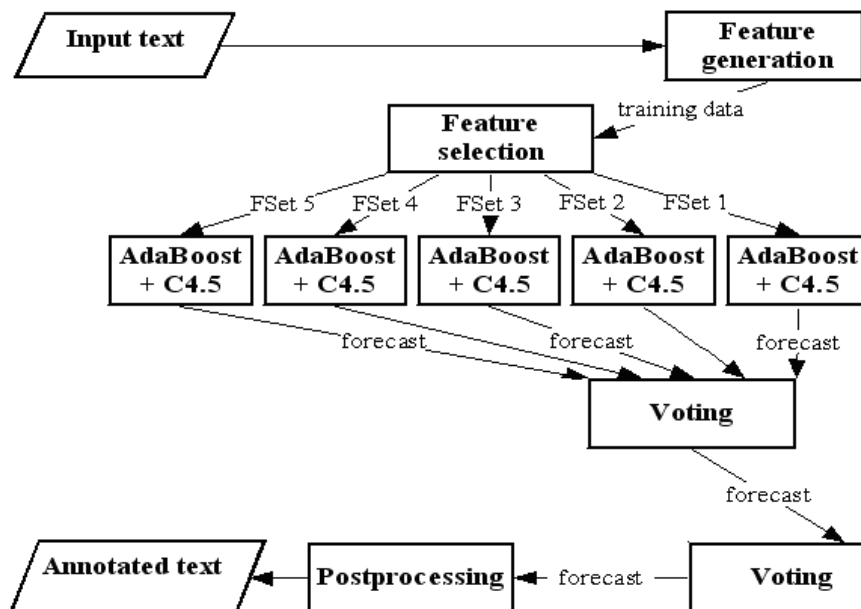 Input text
Feature
generation
training data
Feature
selection
FSet 5
FSet 4
FSet 3
FSet 2
FSet 1
AdaBoost
+ C4.5
AdaBoost
+ C4.5
AdaBoost
+ C4.5
AdaBoost
+ C4.5
AdaBoost
+ C4.5
forecast
forecast
forecast
Voting
forecast
Annotated text
Postprocessing
forecast
Voting